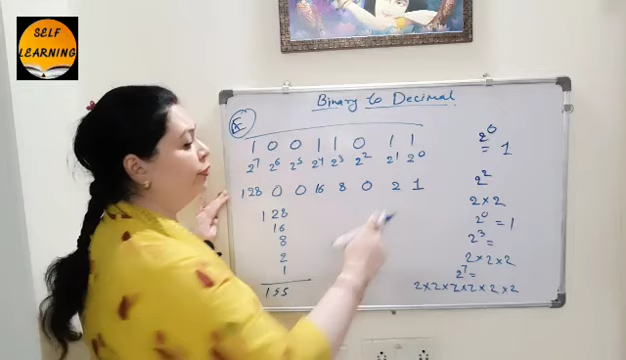 SELF
LEARNING
Binary to Decimal
1 0 0 1 1 0 1 1
2⁷ 2⁶ 2⁵ 2⁴ 2³ 2² 2¹ 2⁰
128 0 0 16 8 0 2 1
128
16
8
2
1
155
2⁰
= 1
2²
2×2
2⁰ = 1
2³ =
2×2×2
2⁷ =
2×2×2×2×2×2